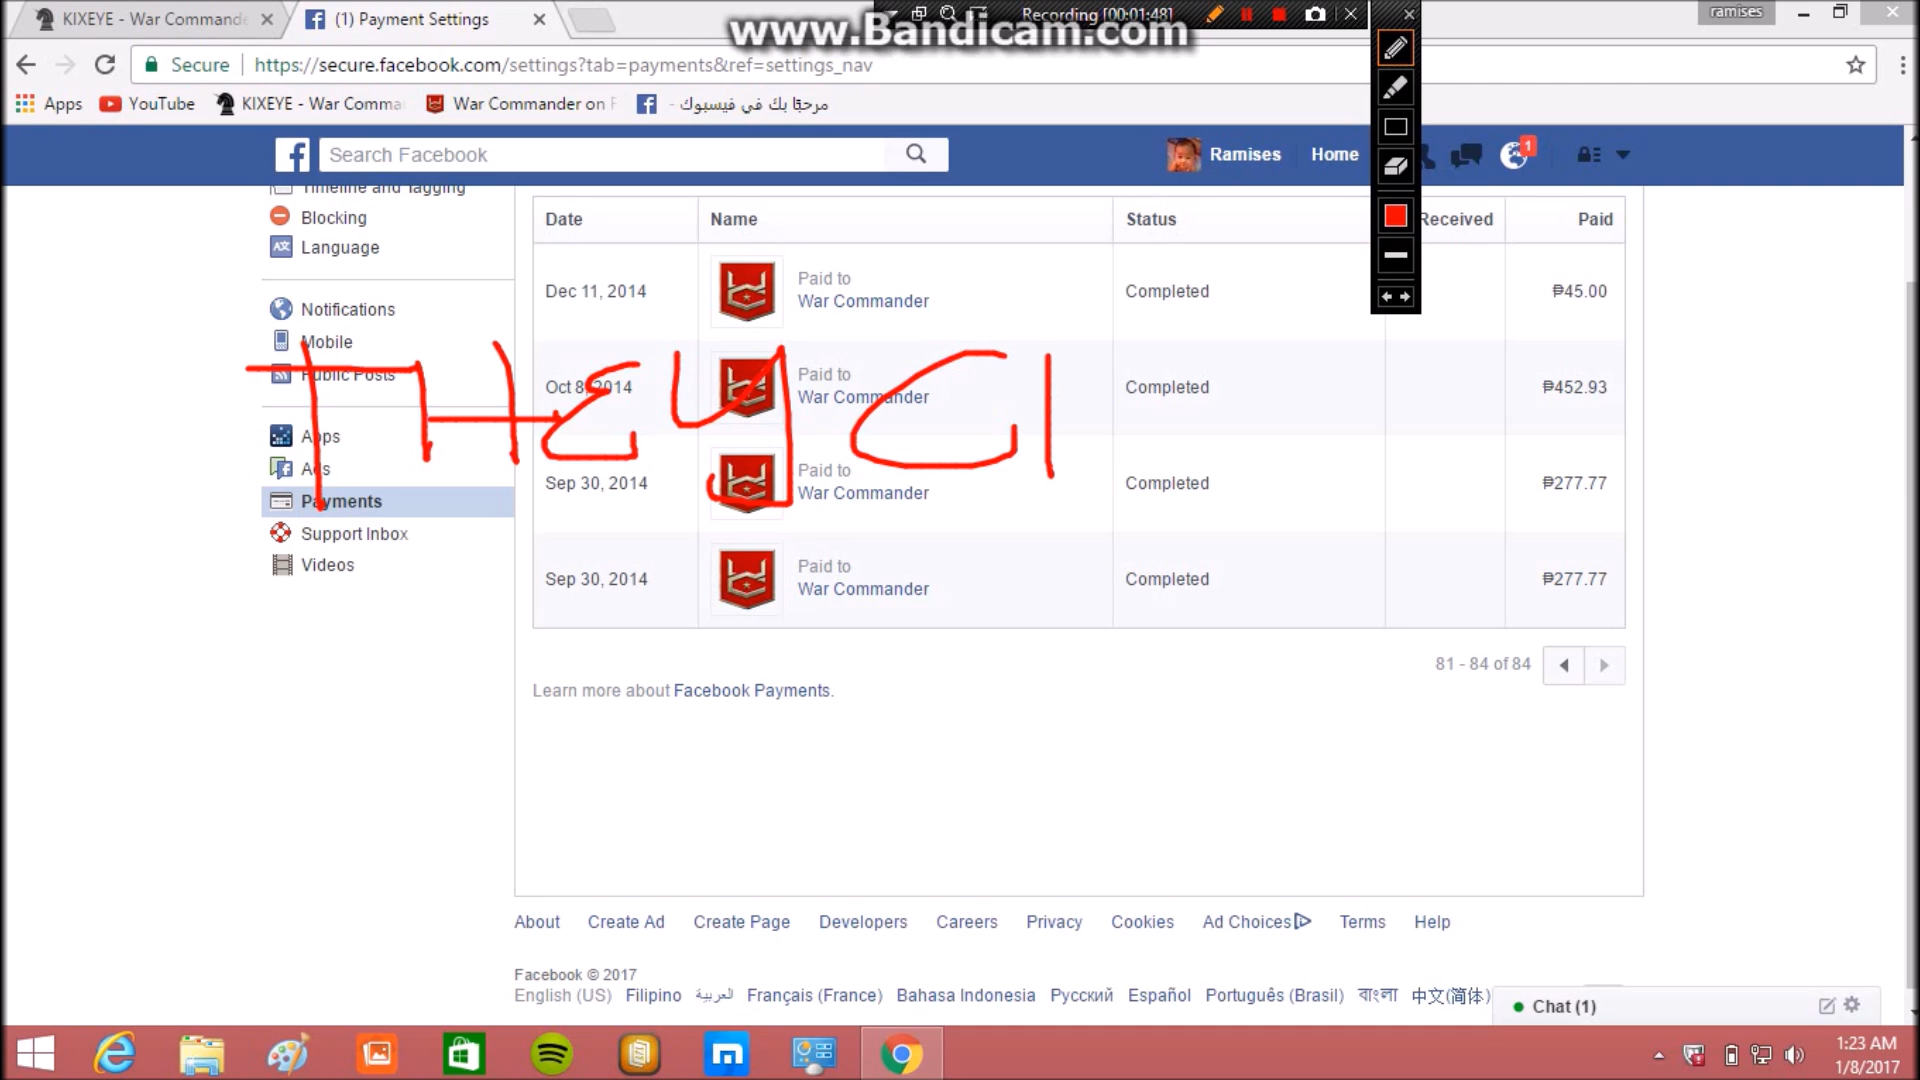 KIXEYE - War Commande
(1) Payment Settings
www.Bandicam.com
Recording [00:01:48]
ramises
Secure
https://secure.facebook.com/settings?tab=payments&ref=settings_nav
Apps
YouTube
KIXEYE - War Comma
War Commander on F
مرحبًا بك في فيسبوك -
Search Facebook
Ramises
Home
1
Timeline and Tagging
Blocking
Language
Notifications
Mobile
Public Posts
Apps
Ads
Payments
Support Inbox
Videos
Date Name Status Received Paid
Dec 11, 2014 Paid to War Commander Completed ₱45.00
Oct 8, 2014 Paid to War Commander Completed ₱452.93
Sep 30, 2014 Paid to War Commander Completed ₱277.77
Sep 30, 2014 Paid to War Commander Completed ₱277.77
THEY
81 - 84 of 84
Learn more about Facebook Payments.
About Create Ad Create Page Developers Careers Privacy Cookies Ad Choices Terms Help
Facebook © 2017
English (US) Filipino العربية Français (France) Bahasa Indonesia Русский Español Português (Brasil) বাংলা 中文(简体)
Chat (1)
1:23 AM
1/8/2017